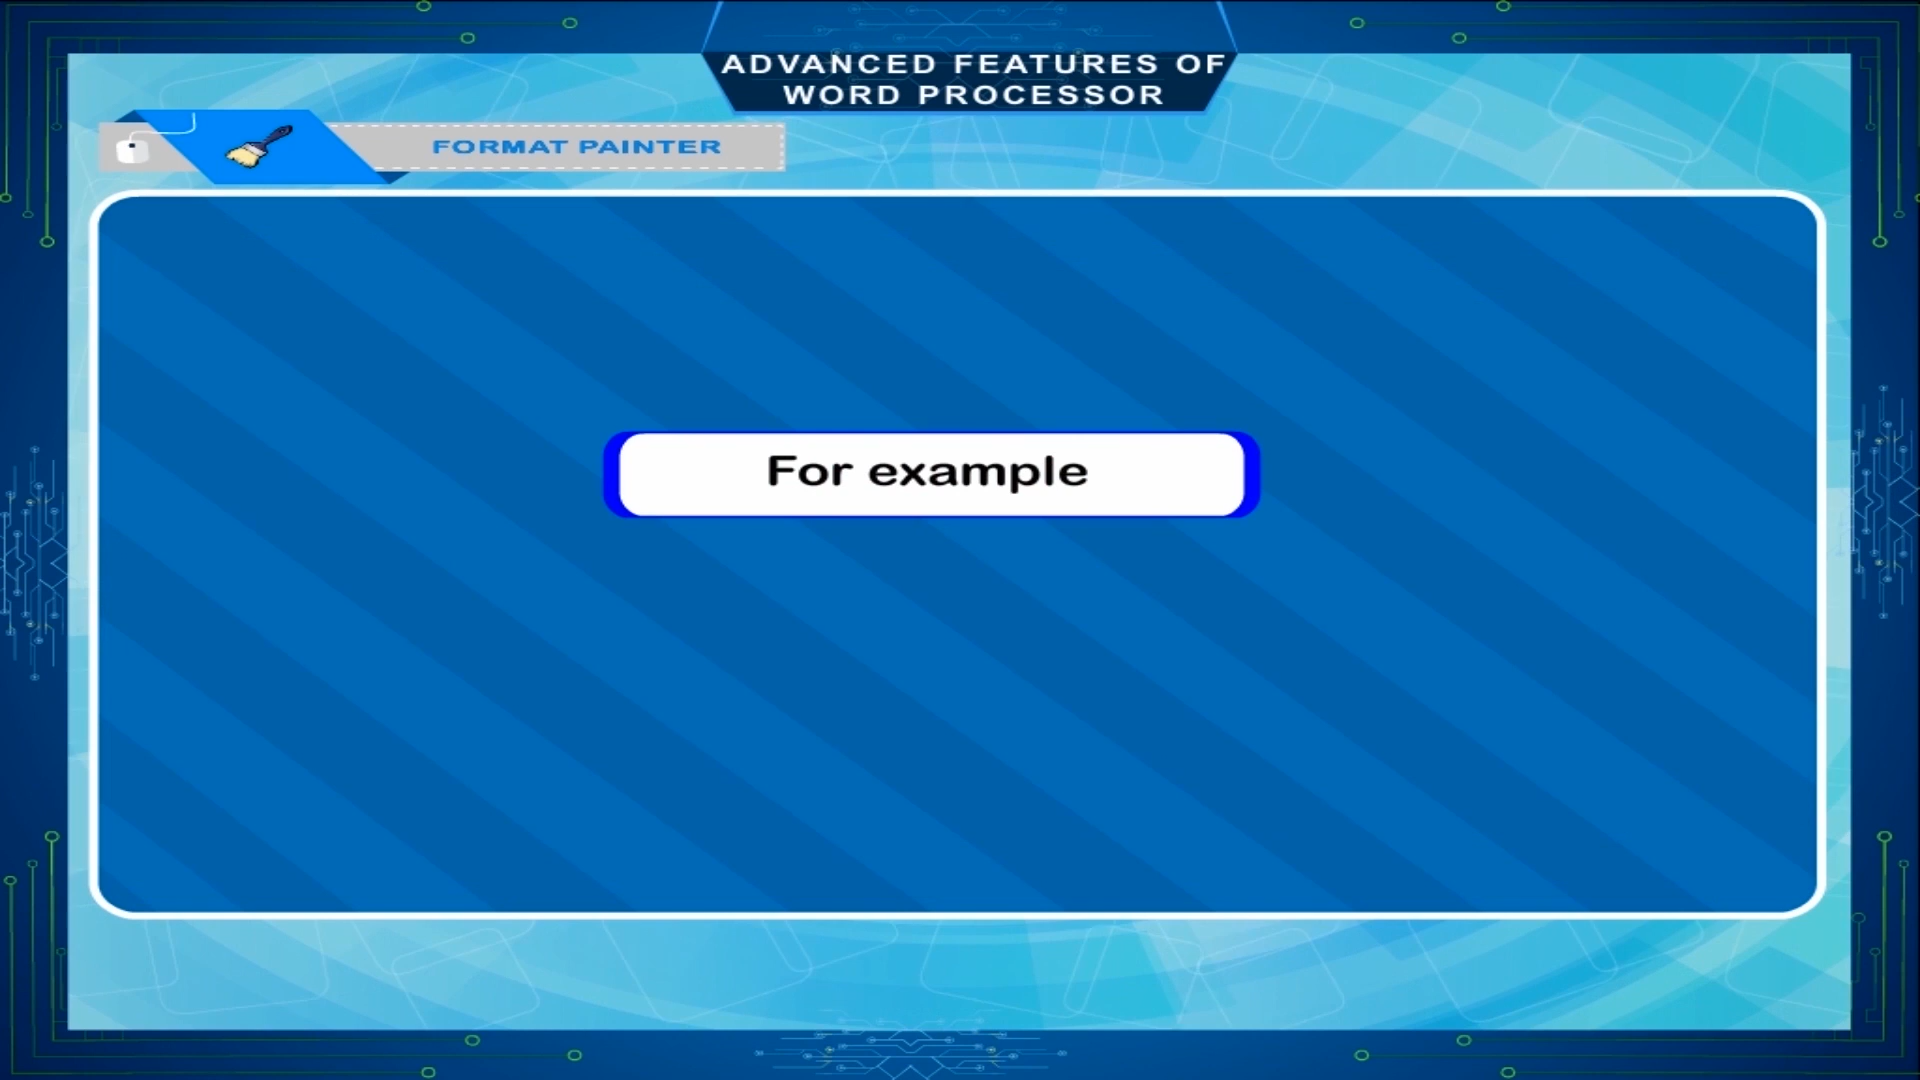 ADVANCED FEATURES OF
WORD PROCESSOR
FORMAT PAINTER
For example